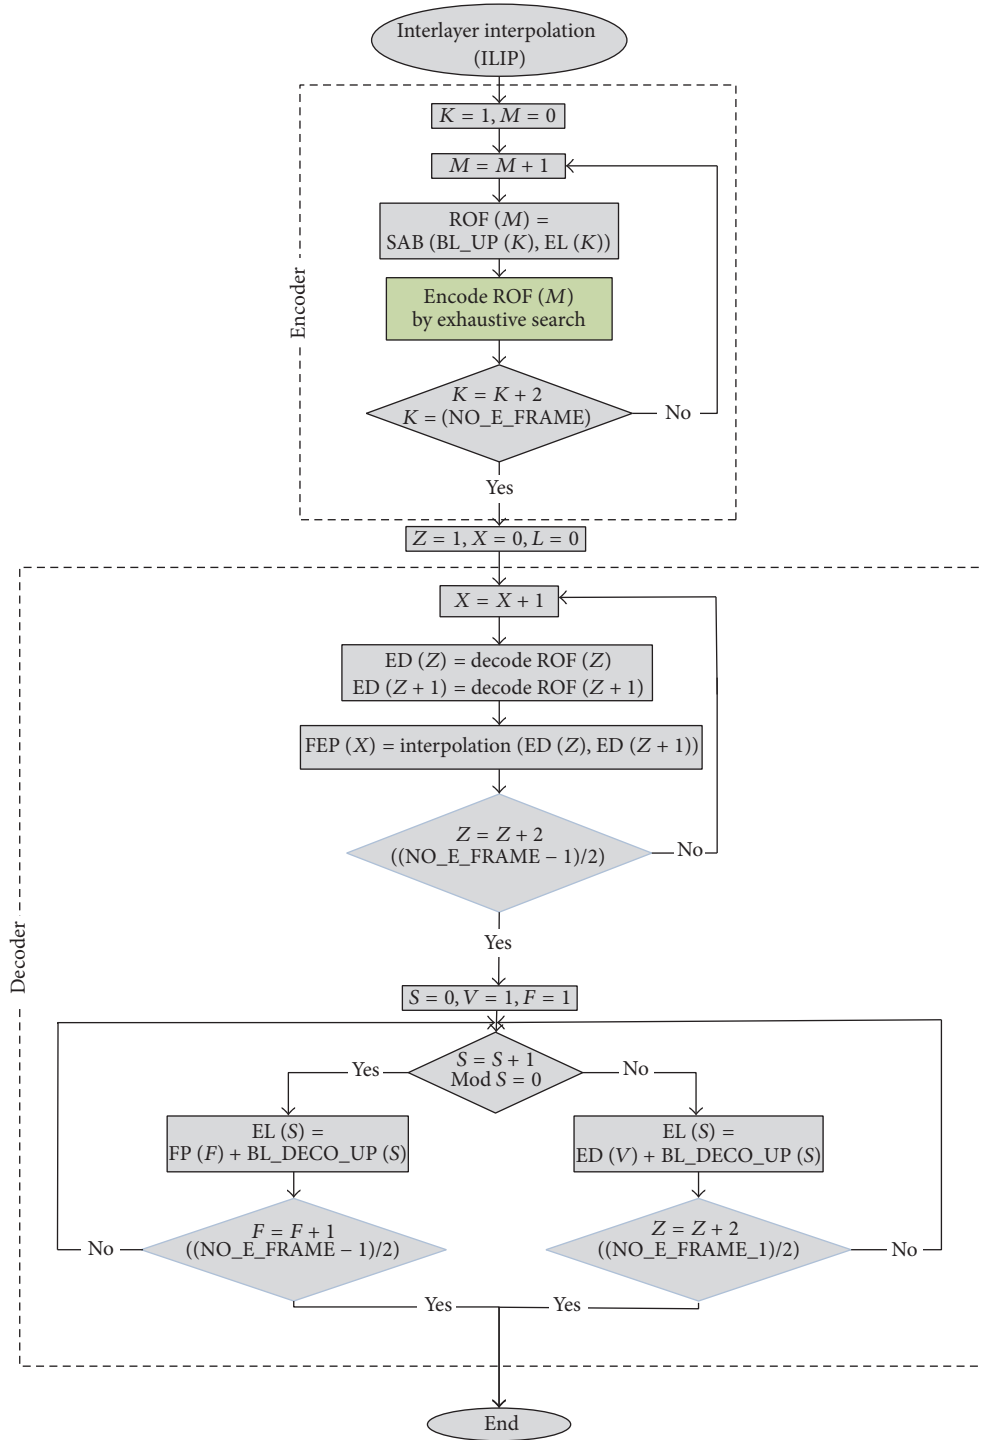 Interlayer interpolation
(ILIP)
K = 1, M = 0
M = M + 1
ROF (M) =
SAB (BL_UP (K), EL (K))
Encoder
Encode ROF (M)
by exhaustive search
K = K + 2
K = (NO_E_FRAME)
No
Yes
Z = 1, X = 0, L = 0
X = X + 1
ED (Z) = decode ROF (Z)
ED (Z + 1) = decode ROF (Z + 1)
FEP (X) = interpolation (ED (Z), ED (Z + 1))
Z = Z + 2
((NO_E_FRAME − 1)/2)
No
Decoder
Yes
S = 0, V = 1, F = 1
S = S + 1
Mod S = 0
Yes
No
EL (S) =
FP (F) + BL_DECO_UP (S)
EL (S) =
ED (V) + BL_DECO_UP (S)
F = F + 1
((NO_E_FRAME − 1)/2)
No
Z = Z + 2
((NO_E_FRAME_1)/2)
No
Yes
Yes
End